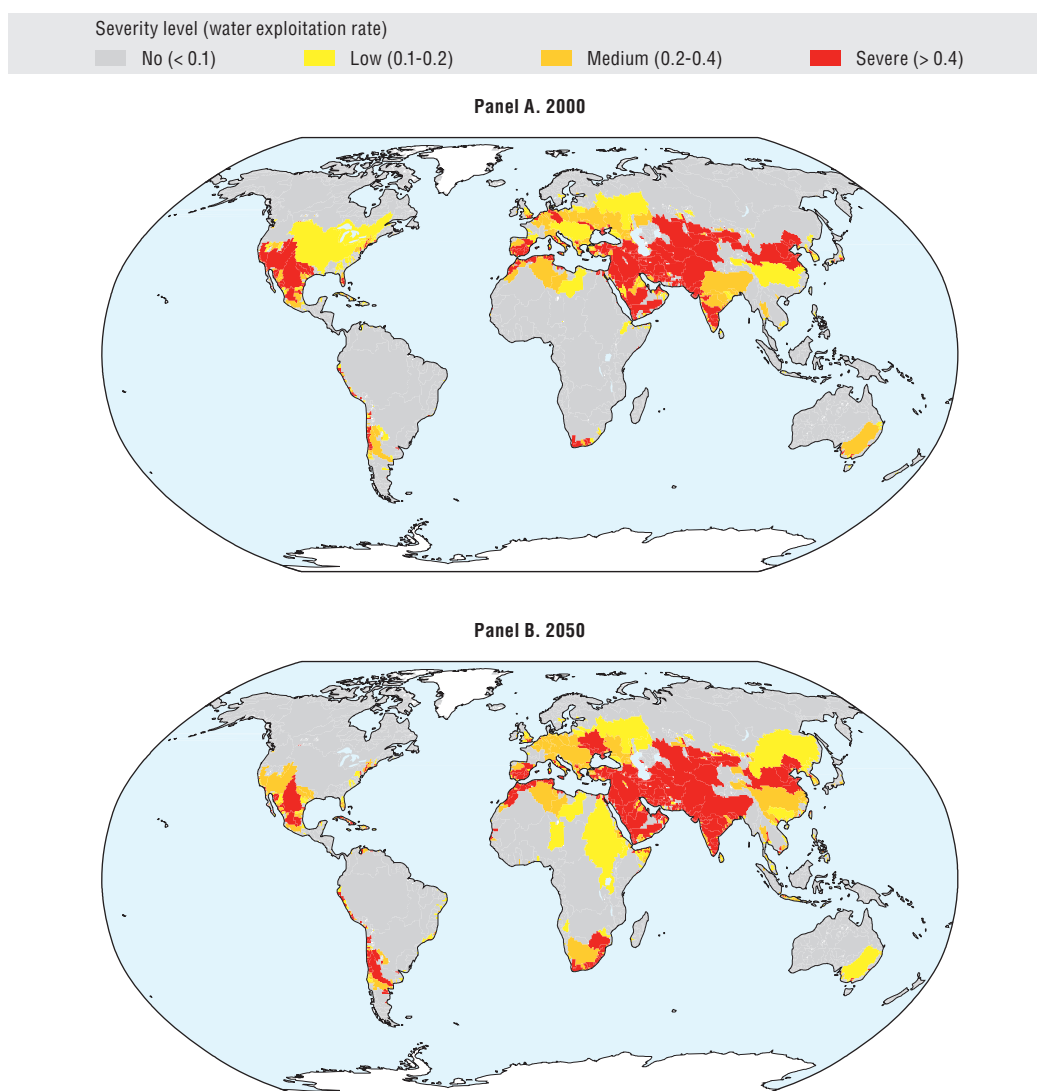 Severity level (water exploitation rate)
No (< 0.1) Low (0.1-0.2) Medium (0.2-0.4) Severe (> 0.4)
Panel A. 2000
Panel B. 2050